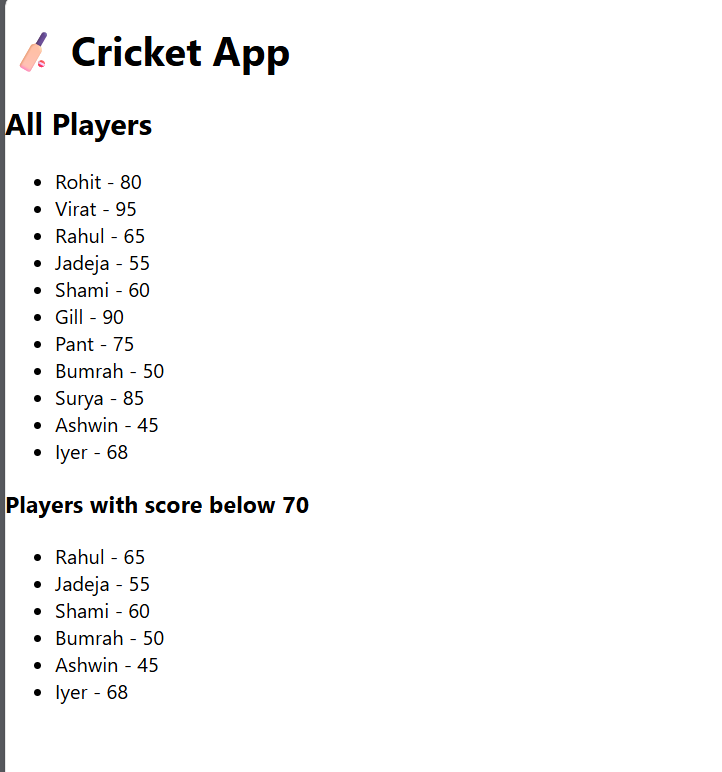 Cricket App
All Players
• Rohit - 80
• Virat - 95
• Rahul - 65
• Jadeja - 55
• Shami - 60
• Gill - 90
• Pant - 75
• Bumrah - 50
• Surya - 85
• Ashwin - 45
• Iyer - 68
Players with score below 70
• Rahul - 65
• Jadeja - 55
• Shami - 60
• Bumrah - 50
• Ashwin - 45
• Iyer - 68